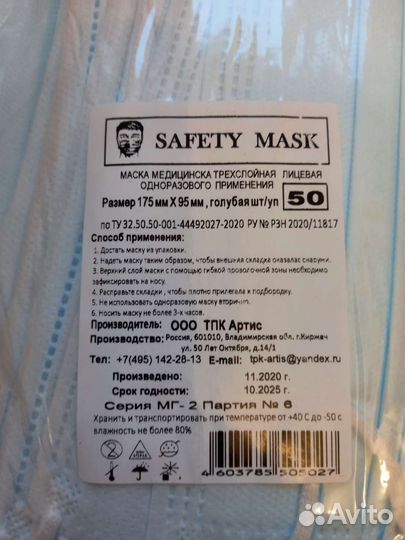 SAFETY MASK
МАСКА МЕДИЦИНСКА ТРЕХСЛОЙНАЯ ЛИЦЕВАЯ
ОДНОРАЗОВОГО ПРИМЕНЕНИЯ
Размер 175 мм X 95 мм , голубая шт/уп 50
по ТУ 32.50.50-001-44492027-2020 РУ № РЗН 2020/11817
Способ применения:
1. Достать маску из упаковки.
2. Надеть маску таким образом, чтобы внешняя складка оказалас снаружи.
3. Верхний слой маски с помощью гибкой проволочной зоны необходимо
зафиксировать на носу.
4. Расправьте складки , чтобы плотно прилегала к подбородку.
5. Не использовать одноразовую маску вторично.
6. Носить маску не более 3-х часов.
Производитель: ООО ТПК Артис
Производство: Россия, 601010, Владимирская обл. г.Киржач
ул. 50 Лет Октября, д.14/1
Тел: +7(495) 142-28-13 E-mail: tpk-artis@yandex.ru
Произведено: 11.2020 г.
Срок годности: 10.2025 г.
Серия МГ- 2 Партия № 6
Хранить и транспортировать при температуре от +40 С до -50 с
влажность не более 80%
4 603785 505027
Avito